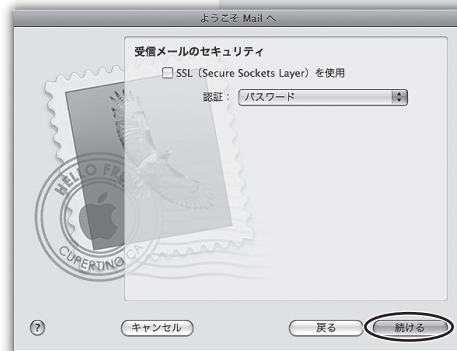 ようこそ Mail へ
受信メールのセキュリティ
SSL（Secure Sockets Layer）を使用
認証： パスワード
HELLO FROM
CUPERTINO CA
? キャンセル 戻る 続ける